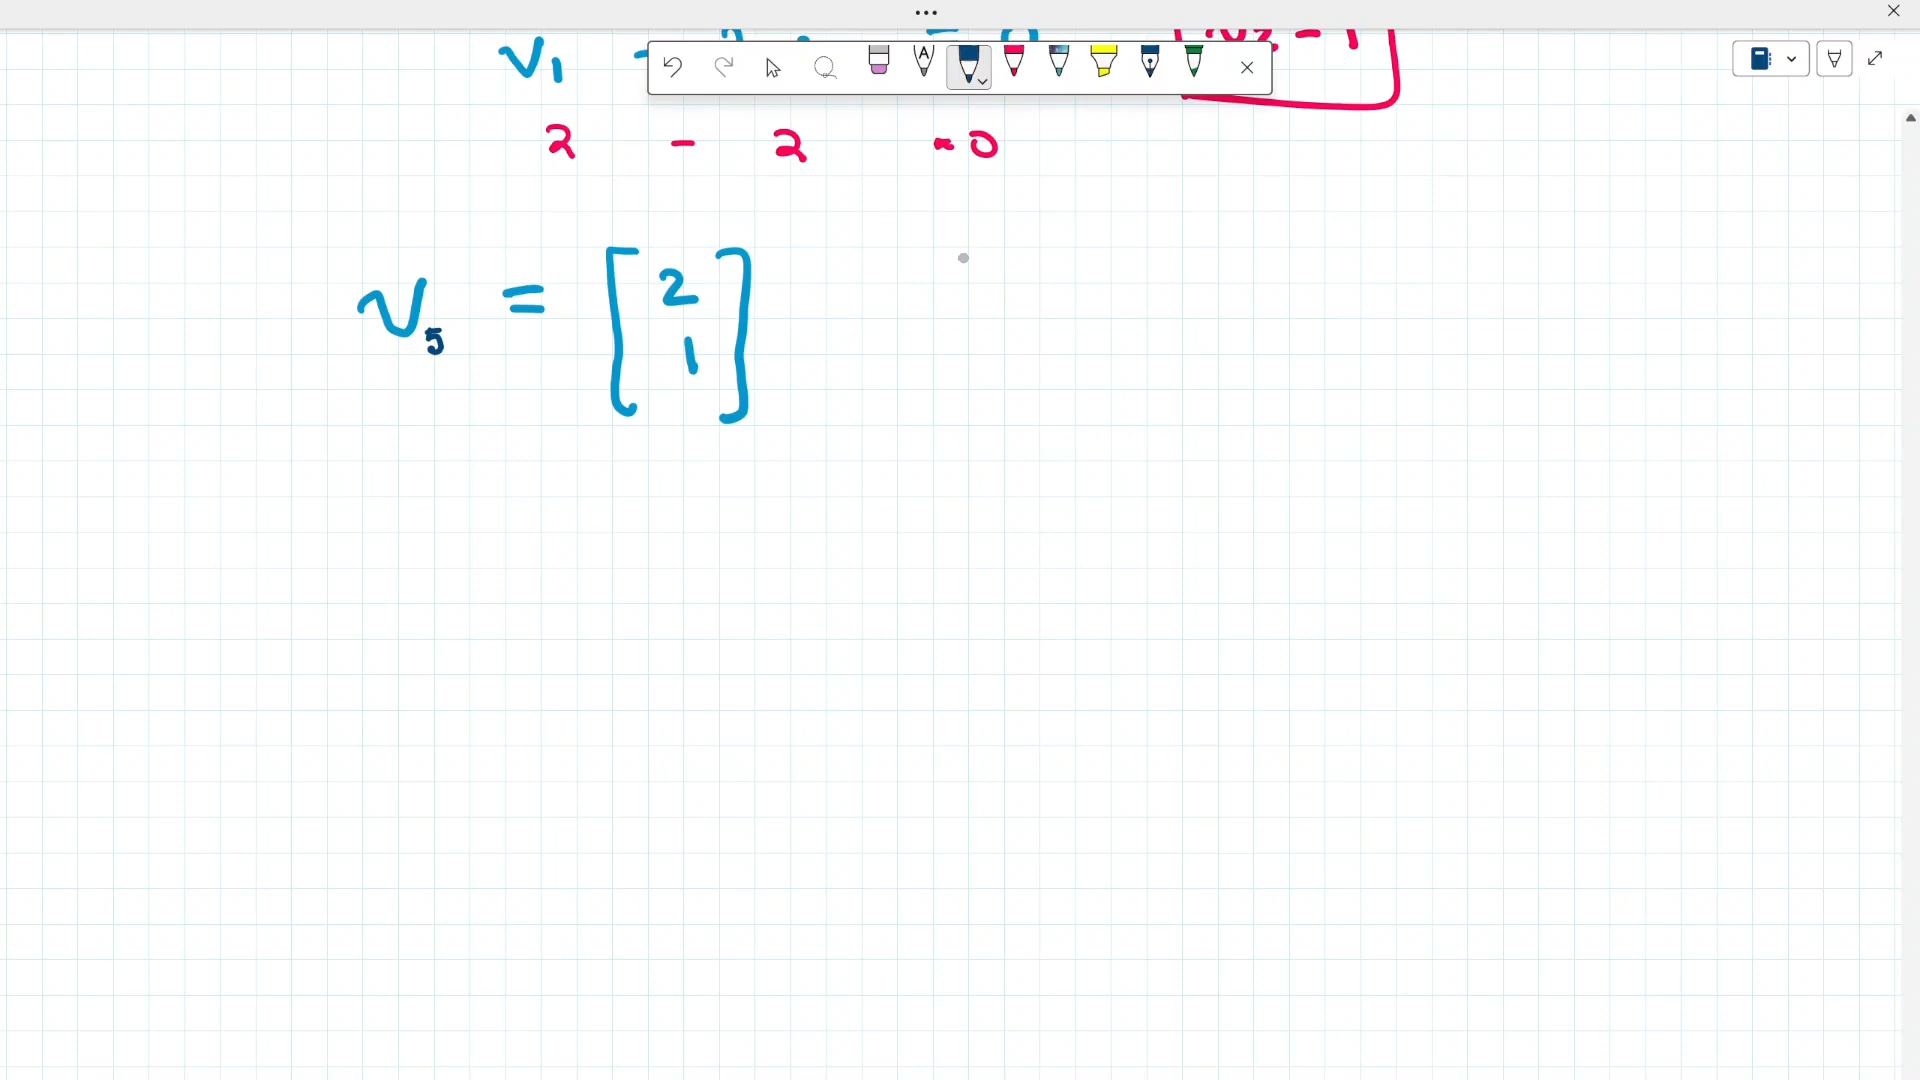 v₁ -
2 - 2 = 0
v₅ = [2
1]